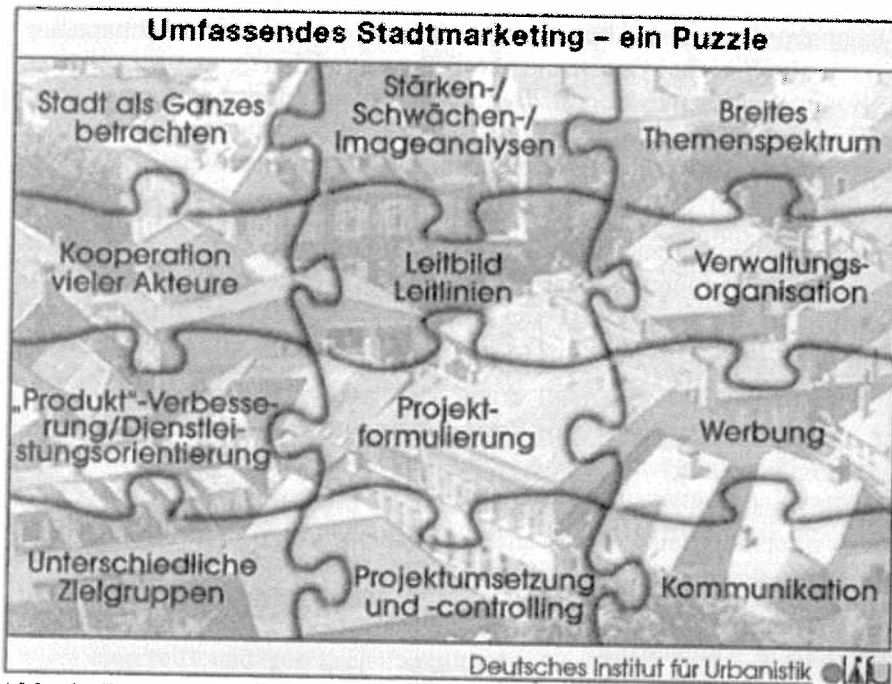 Umfassendes Stadtmarketing – ein Puzzle
Stadt als Ganzes
betrachten
Stärken-/
Schwächen-/
Imageanalysen
Breites
Themenspektrum
Kooperation
vieler Akteure
Leitbild
Leitlinien
Verwaltungs-
organisation
„Produkt"-Verbesse-
rung/Dienstlei-
stungsorientierung
Projekt-
formulierung
Werbung
Unterschiedliche
Zielgruppen
Projektumsetzung
und -controlling
Kommunikation
Deutsches Institut für Urbanistik